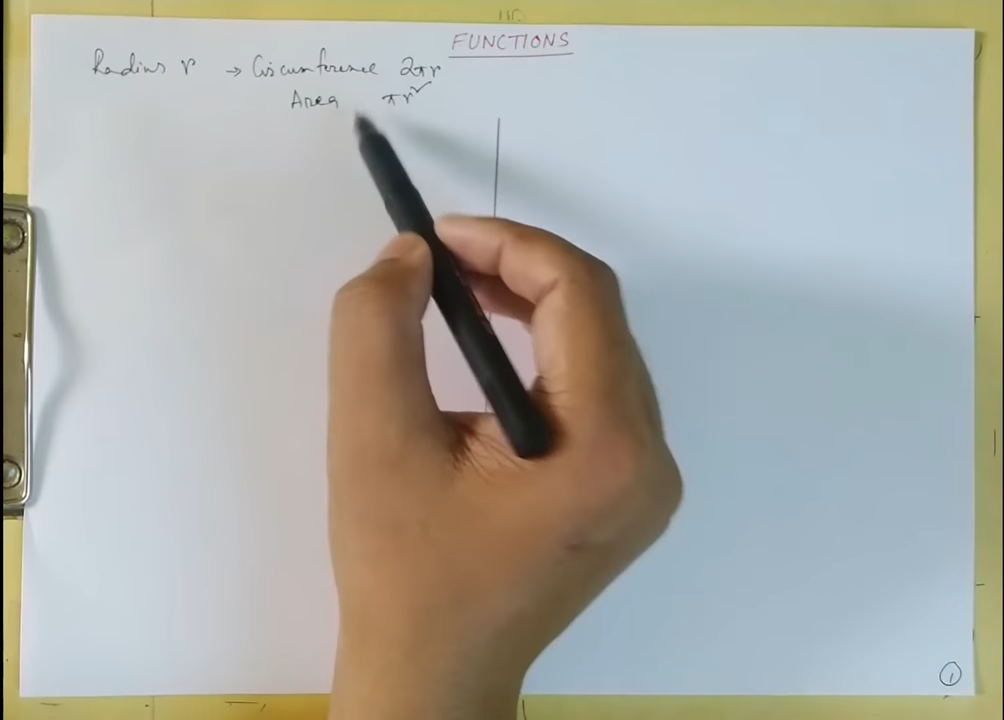 FUNCTIONS
Radius r → Circumference 2πr
Area πr²
1